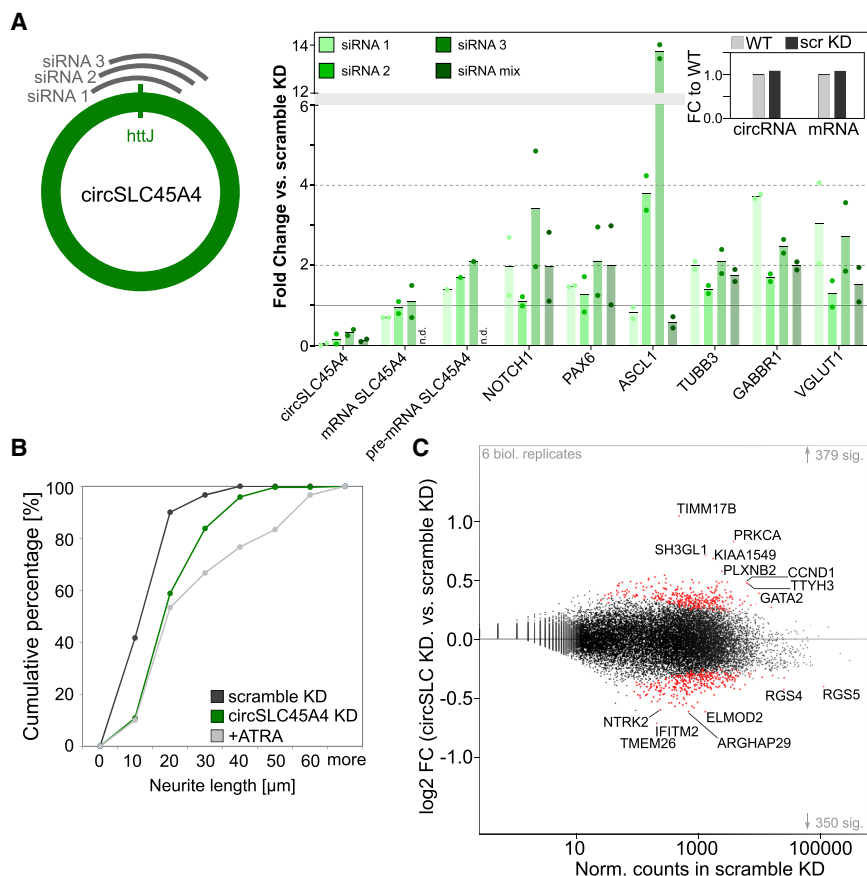 A
siRNA 3
siRNA 2
siRNA 1
httJ
circSLC45A4
Fold Change vs. scramble KD
14
12
6
4
2
0
siRNA 1
siRNA 2
siRNA 3
siRNA mix
FC to WT
WT
scr KD
1.0
0.0
circRNA
mRNA
n.d.
n.d.
circSLC45A4
mRNA SLC45A4
pre-mRNA SLC45A4
NOTCH1
PAX6
ASCL1
TUBB3
GABBR1
VGLUT1
B
Cumulative percentage [%]
100
80
60
40
20
0
scramble KD
circSLC45A4 KD
+ATRA
0 10 20 30 40 50 60 more
Neurite length [µm]
C
6 biol. replicates
379 sig.
log2 FC (circSLC KD. vs. scramble KD)
1.0
0.5
0.0
-0.5
-1.0
TIMM17B
PRKCA
SH3GL1
KIAA1549
PLXNB2
CCND1
TTYH3
GATA2
RGS4
RGS5
NTRK2
ELMOD2
IFITM2
TMEM26
ARGHAP29
350 sig.
10 1000 100000
Norm. counts in scramble KD